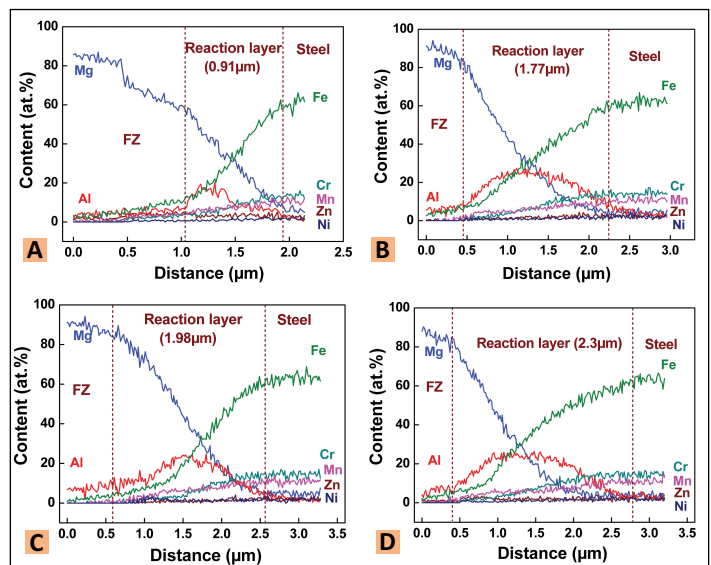 Content (at.%)
100
80
60
40
20
0
Mg
FZ
Al
Reaction layer
(0.91µm)
Steel
Fe
Cr
Mn
Zn
Ni
0.0 0.5 1.0 1.5 2.0 2.5
Distance (µm)
A
Content (at.%)
100
80
60
40
20
0
Mg
FZ
Al
Reaction layer
(1.77µm)
Steel
Fe
Cr
Mn
Zn
Ni
0.0 0.5 1.0 1.5 2.0 2.5 3.0
Distance (µm)
B
Content (at.%)
100
80
60
40
20
0
Mg
FZ
Al
Reaction layer
(1.98µm)
Steel
Fe
Cr
Mn
Zn
Ni
0.0 0.5 1.0 1.5 2.0 2.5 3.0 3.5
Distance (µm)
C
Content (at.%)
100
80
60
40
20
0
Mg
FZ
Al
Reaction layer (2.3µm)
Steel
Fe
Cr
Mn
Zn
Ni
0.0 0.5 1.0 1.5 2.0 2.5 3.0 3.5
Distance (µm)
D